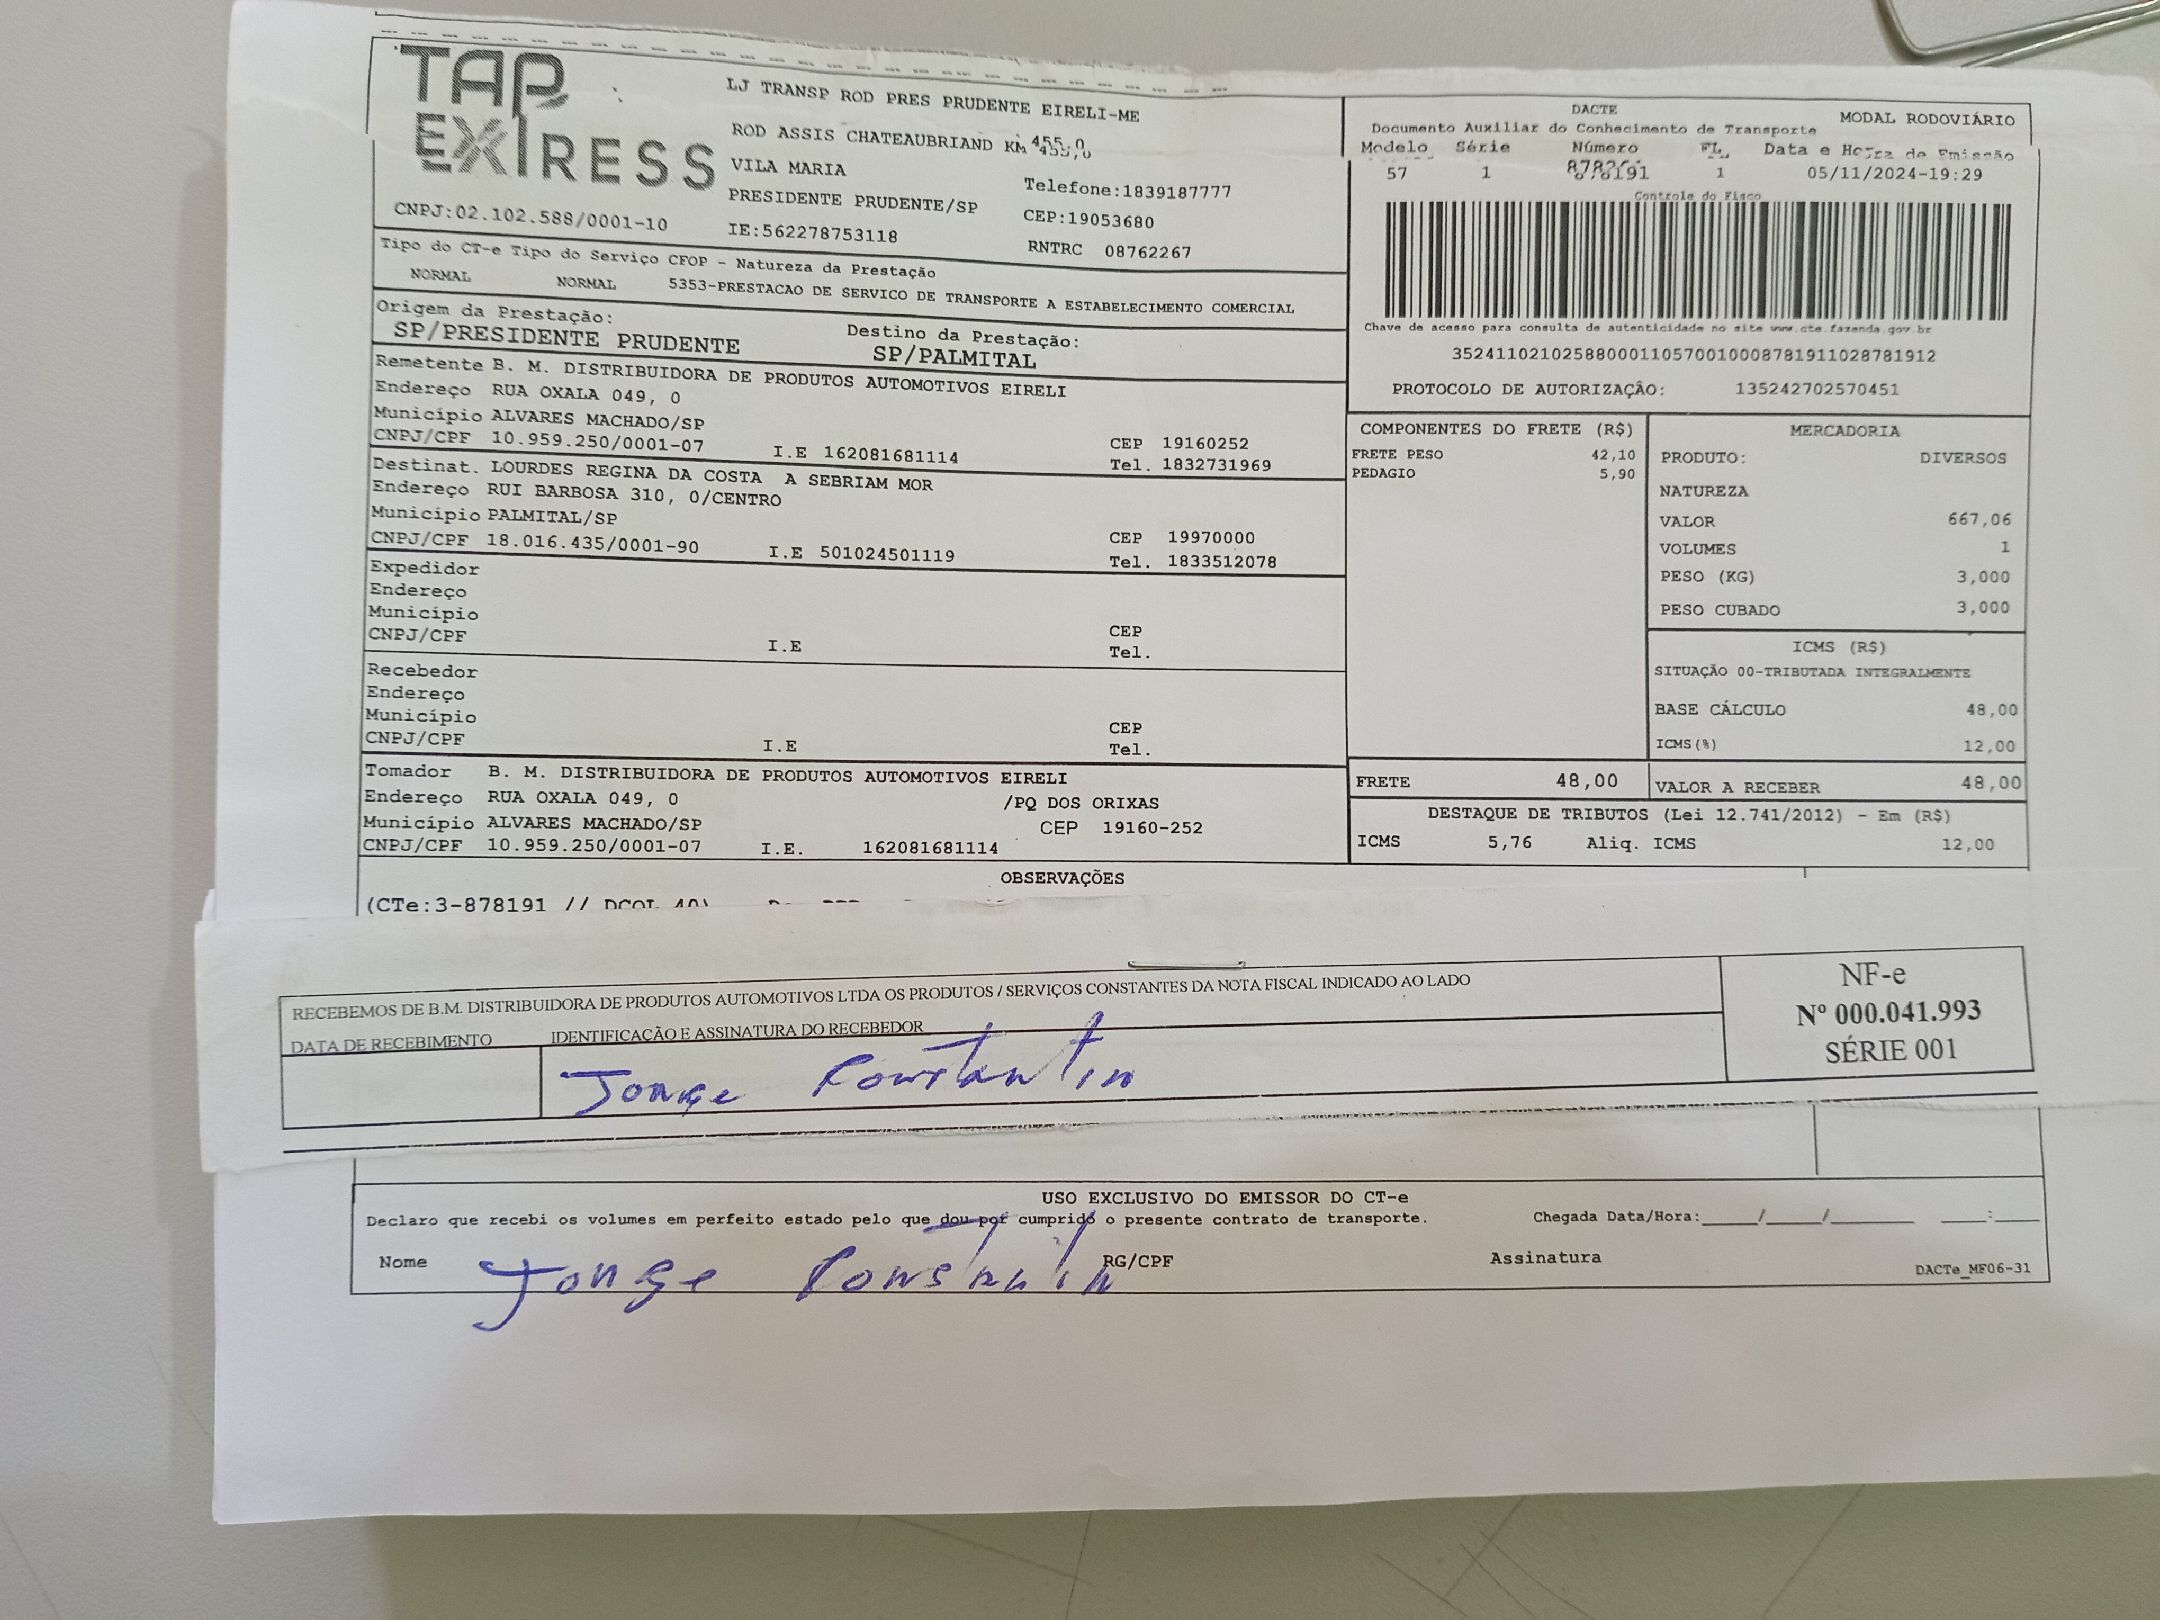 TAP
EX1RESS
LJ TRANSP ROD PRES PRUDENTE EIRELI-ME
ROD ASSIS CHATEAUBRIAND KM 455,0
VILA MARIA
Telefone:1839187777
PRESIDENTE PRUDENTE/SP
CEP:19053680
CNPJ:02.102.588/0001-10
IE:562278753118
RNTRC 08762267
Tipo do CT-e Tipo do Serviço CFOP - Natureza da Prestação
NORMAL NORMAL 5353-PRESTACAO DE SERVICO DE TRANSPORTE A ESTABELECIMENTO COMERCIAL
Origem da Prestação: Destino da Prestação:
SP/PRESIDENTE PRUDENTE SP/PALMITAL
Remetente B. M. DISTRIBUIDORA DE PRODUTOS AUTOMOTIVOS EIRELI
Endereço RUA OXALA 049, 0
Município ALVARES MACHADO/SP CEP 19160252
CNPJ/CPF 10.959.250/0001-07 I.E 162081681114 Tel. 1832731969
Destinat. LOURDES REGINA DA COSTA A SEBRIAM MOR
Endereço RUI BARBOSA 310, 0/CENTRO
Município PALMITAL/SP CEP 19970000
CNPJ/CPF 18.016.435/0001-90 I.E 501024501119 Tel. 1833512078
Expedidor
Endereço
Município CEP
CNPJ/CPF I.E Tel.
Recebedor
Endereço
Município CEP
CNPJ/CPF I.E Tel.
Tomador B. M. DISTRIBUIDORA DE PRODUTOS AUTOMOTIVOS EIRELI
Endereço RUA OXALA 049, 0 /PQ DOS ORIXAS
Município ALVARES MACHADO/SP CEP 19160-252
CNPJ/CPF 10.959.250/0001-07 I.E. 162081681114
DACTE MODAL RODOVIÁRIO
Documento Auxiliar do Conhecimento de Transporte
Modelo Série Número FL, Data e Hora de Emissão
57 1 878191 1 05/11/2024-19:29
Controle do Fisco
Chave de acesso para consulta de autenticidade no site www.cte.fazenda.gov.br
35241102102588000110570010008781911028781912
PROTOCOLO DE AUTORIZAÇÂO: 135242702570451
COMPONENTES DO FRETE (R$)
FRETE PESO 42,10
PEDAGIO 5,90
MERCADORIA
PRODUTO: DIVERSOS
NATUREZA
VALOR 667,06
VOLUMES 1
PESO (KG) 3,000
PESO CUBADO 3,000
ICMS (R$)
SITUAÇÃO 00-TRIBUTADA INTEGRALMENTE
BASE CÁLCULO 48,00
ICMS(%) 12,00
FRETE 48,00 VALOR A RECEBER 48,00
DESTAQUE DE TRIBUTOS (Lei 12.741/2012) - Em (R$)
ICMS 5,76 Aliq. ICMS 12,00
OBSERVAÇÕES
(CTe:3-878191 //
RECEBEMOS DE B.M. DISTRIBUIDORA DE PRODUTOS AUTOMOTIVOS LTDA OS PRODUTOS / SERVIÇOS CONSTANTES DA NOTA FISCAL INDICADO AO LADO
DATA DE RECEBIMENTO IDENTIFICAÇÃO E ASSINATURA DO RECEBEDOR
Jorge Constantin
NF-e
Nº 000.041.993
SÉRIE 001
USO EXCLUSIVO DO EMISSOR DO CT-e
Declaro que recebi os volumes em perfeito estado pelo que dou por cumprido o presente contrato de transporte. Chegada Data/Hora:____/____/________ ____:____
Nome Jorge Constantin RG/CPF Assinatura
DACTe_MF06-31